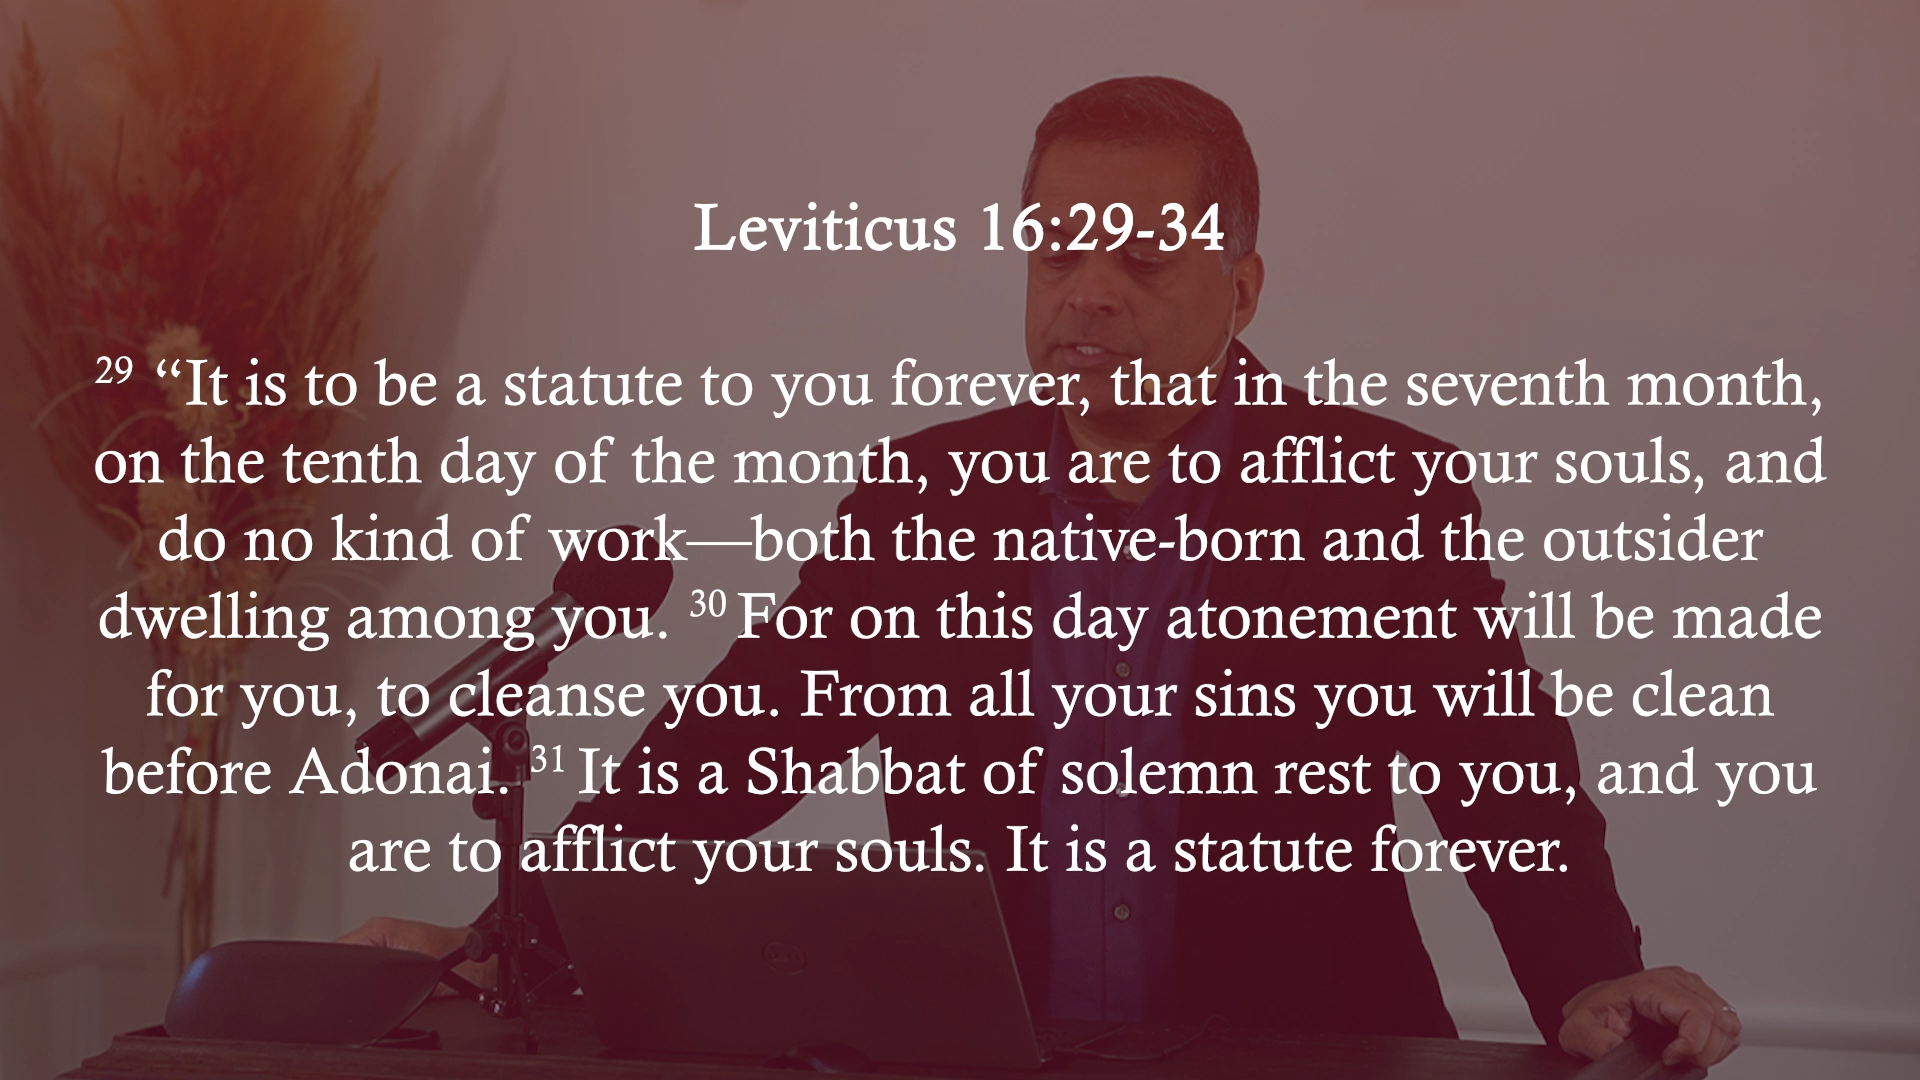 Leviticus 16:29-34
29 “It is to be a statute to you forever, that in the seventh month,
on the tenth day of the month, you are to afflict your souls, and
do no kind of work—both the native-born and the outsider
dwelling among you. 30 For on this day atonement will be made
for you, to cleanse you. From all your sins you will be clean
before Adonai. 31 It is a Shabbat of solemn rest to you, and you
are to afflict your souls. It is a statute forever.